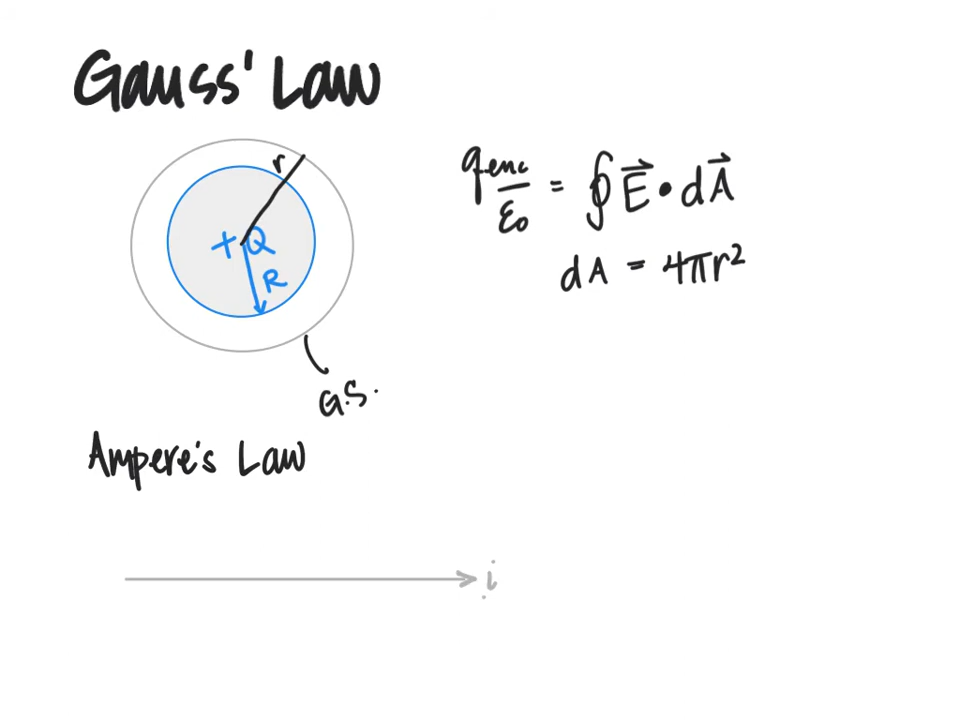 Gauss' Law
r
+Q
R
G.S.
q_enc/ε₀ = ∮ E⃗ • dA⃗
dA = 4πr²
Ampere's Law
i